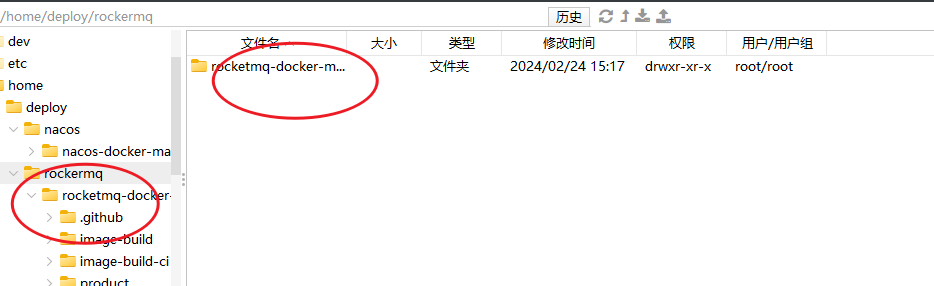 /home/deploy/rockermq 历史
文件名 大小 类型 修改时间 权限 用户/用户组
rocketmq-docker-m... 文件夹 2024/02/24 15:17 drwxr-xr-x root/root
dev
etc
home
deploy
nacos
nacos-docker-ma
rockermq
rocketmq-docker-
.github
image-build
image-build-ci
product